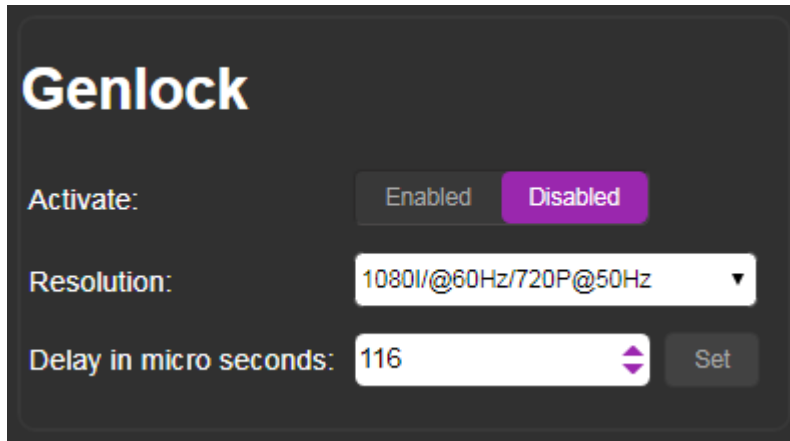 Genlock
Activate: Enabled Disabled
Resolution: 1080I/@60Hz/720P@50Hz
Delay in micro seconds: 116 Set